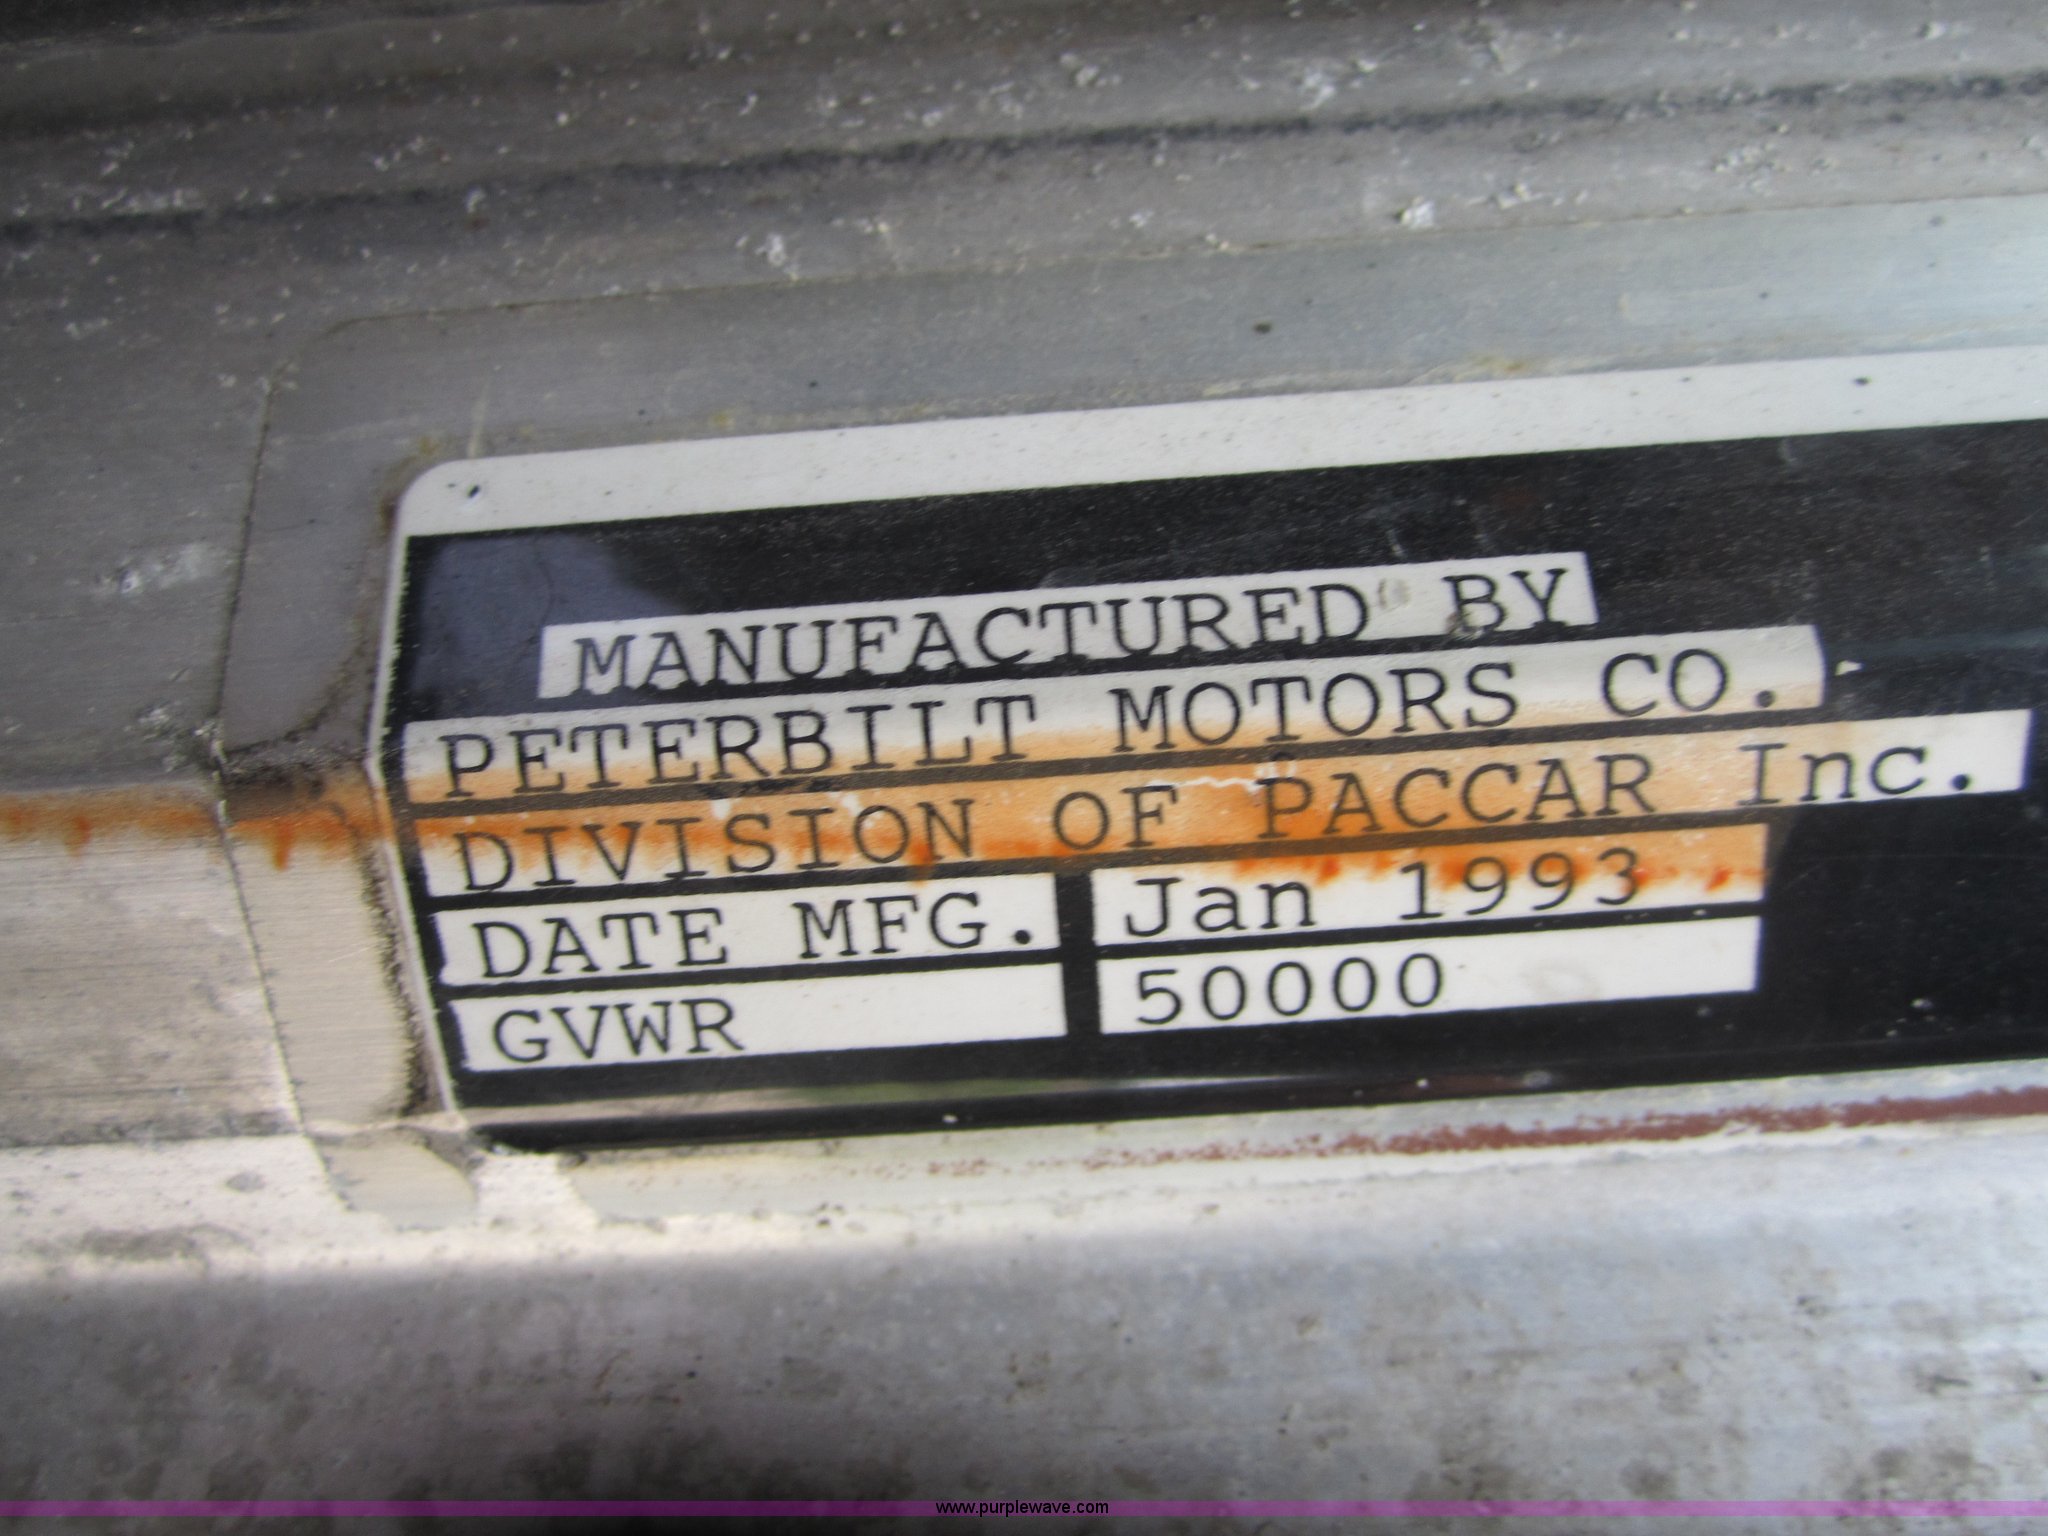 MANUFACTURED BY
PETERBILT MOTORS CO.
DIVISION OF PACCAR Inc.
DATE MFG. Jan 1993
GVWR 50000
www.purplewave.com